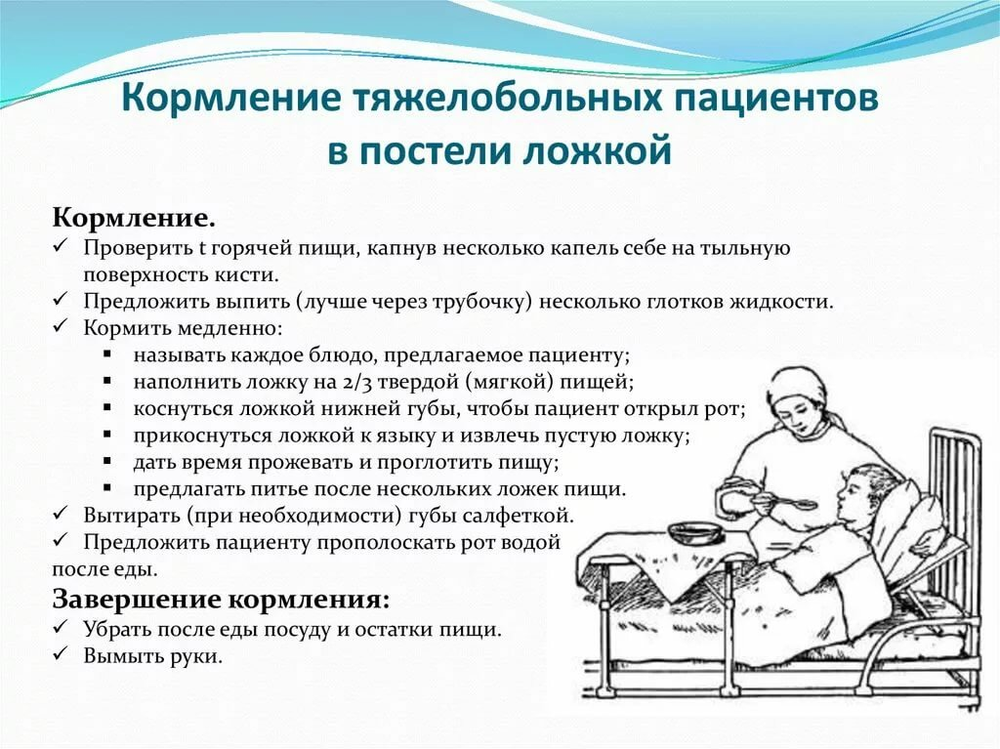 Кормление тяжелобольных пациентов
в постели ложкой
Кормление.
✓ Проверить t горячей пищи, капнув несколько капель себе на тыльную
поверхность кисти.
✓ Предложить выпить (лучше через трубочку) несколько глотков жидкости.
✓ Кормить медленно:
▪ называть каждое блюдо, предлагаемое пациенту;
▪ наполнить ложку на 2/3 твердой (мягкой) пищей;
▪ коснуться ложкой нижней губы, чтобы пациент открыл рот;
▪ прикоснуться ложкой к языку и извлечь пустую ложку;
▪ дать время прожевать и проглотить пищу;
▪ предлагать питье после нескольких ложек пищи.
✓ Вытирать (при необходимости) губы салфеткой.
✓ Предложить пациенту прополоскать рот водой
после еды.
Завершение кормления:
✓ Убрать после еды посуду и остатки пищи.
✓ Вымыть руки.